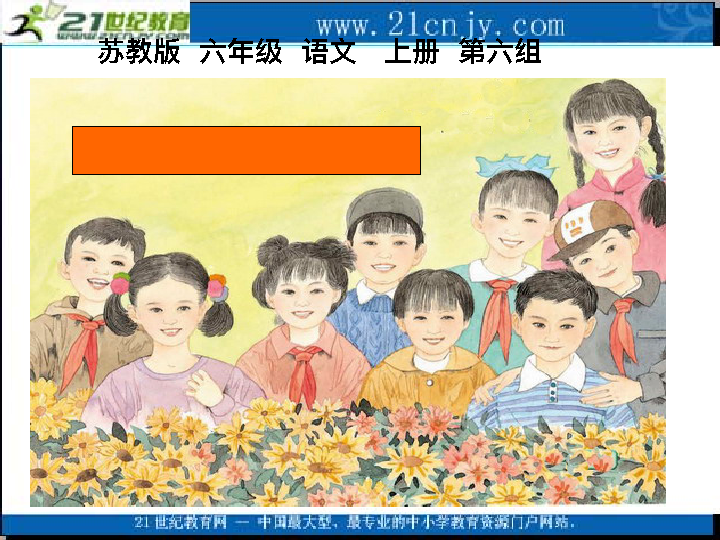 21世纪教育 www.21cnjy.com
苏教版 六年级 语文 上册 第六组
21世纪教育网 -- 中国最大型、最专业的中小学教育资源门户网站.